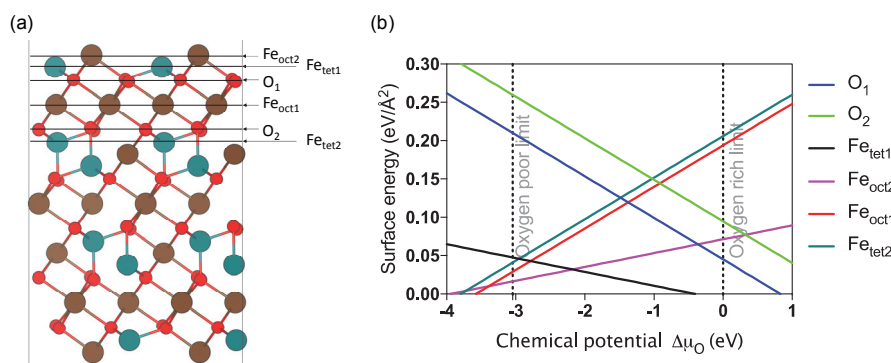 (a)
Fe_oct2
Fe_tet1
O_1
Fe_oct1
O_2
Fe_tet2
(b)
0.30
0.25
0.20
0.15
0.10
0.05
0.00
Surface energy (eV/Å²)
-4
-3
-2
-1
0
1
Chemical potential Δμ_O (eV)
Oxygen poor limit
Oxygen rich limit
O_1
O_2
Fe_tet1
Fe_oct2
Fe_oct1
Fe_tet2